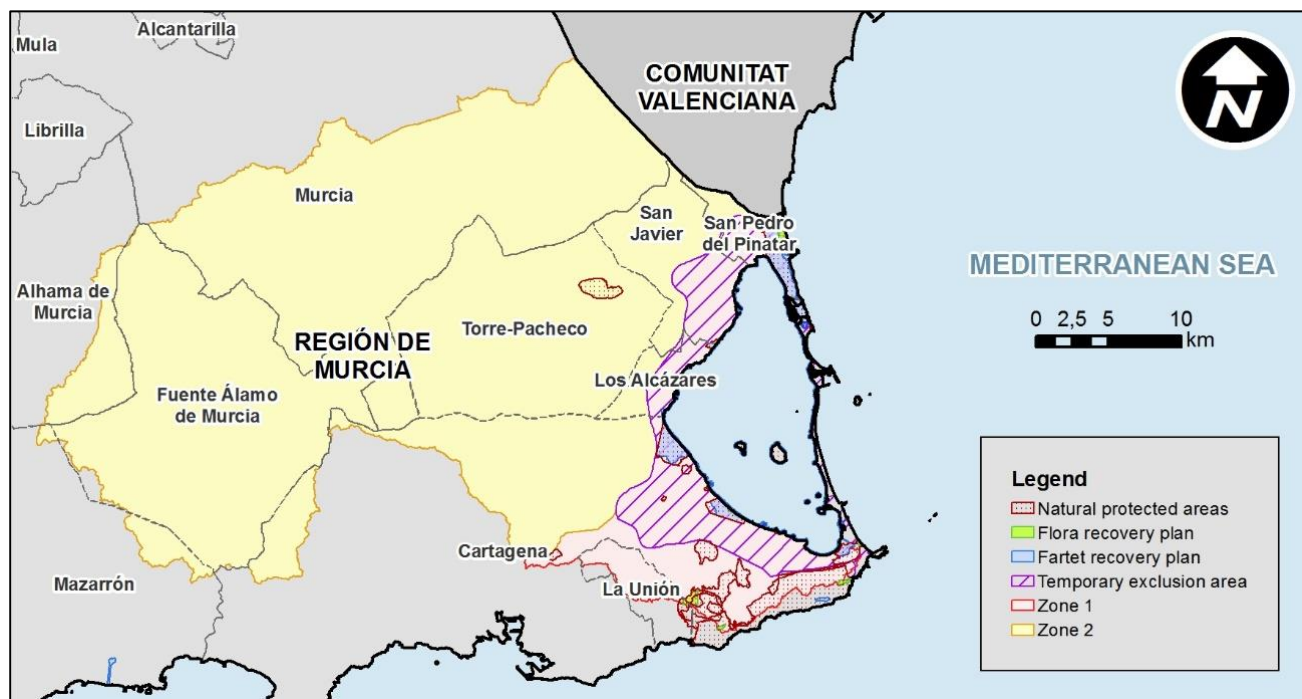 Alcantarilla
Mula
COMUNITAT
VALENCIANA
N
Librilla
Murcia
San
Javier
San Pedro
del Pinatar
MEDITERRANEAN SEA
Alhama de
Murcia
REGIÓN DE
MURCIA
Torre-Pacheco
0 2,5 5 10
km
Fuente Álamo
de Murcia
Los Alcázares
Cartagena
La Unión
Mazarrón
Legend
Natural protected areas
Flora recovery plan
Fartet recovery plan
Temporary exclusion area
Zone 1
Zone 2